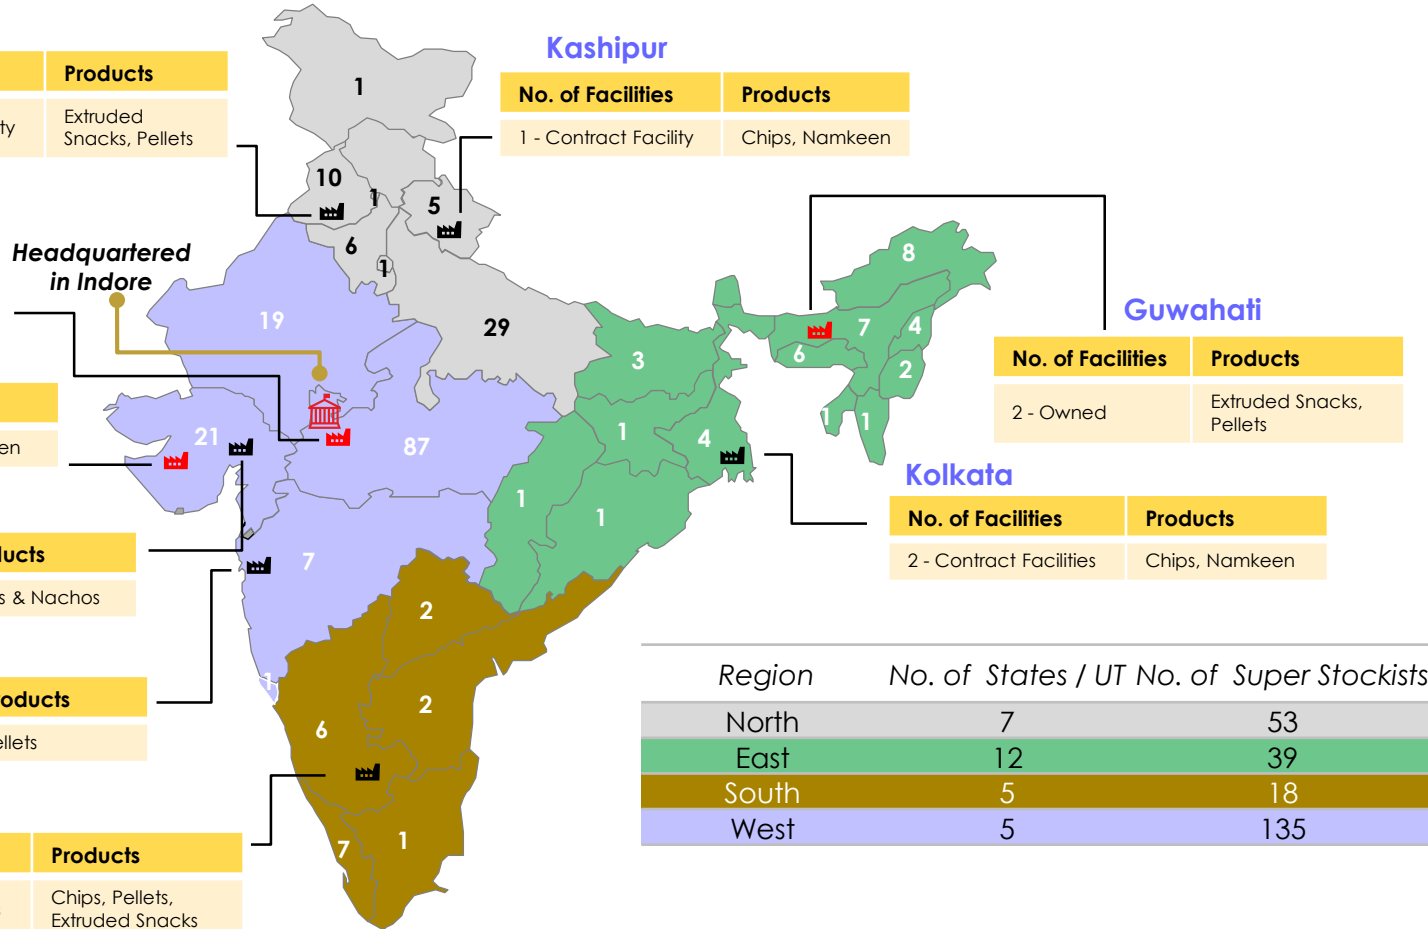 Kashipur
Products
No. of Facilities Products
Extruded
Snacks, Pellets
1 - Contract Facility Chips, Namkeen
1
10
1
5
6
1
Headquartered
in Indore
19
29
8
7
4
6
2
1
1
Guwahati
No. of Facilities Products
2 - Owned
Extruded Snacks,
Pellets
3
1
4
21
87
1
1
Kolkata
No. of Facilities Products
2 - Contract Facilities Chips, Namkeen
& Nachos
7
2
1
2
6
7
1
Products
Chips, Pellets,
Extruded Snacks
Region No. of States / UT No. of Super Stockists
North 7 53
East 12 39
South 5 18
West 5 135